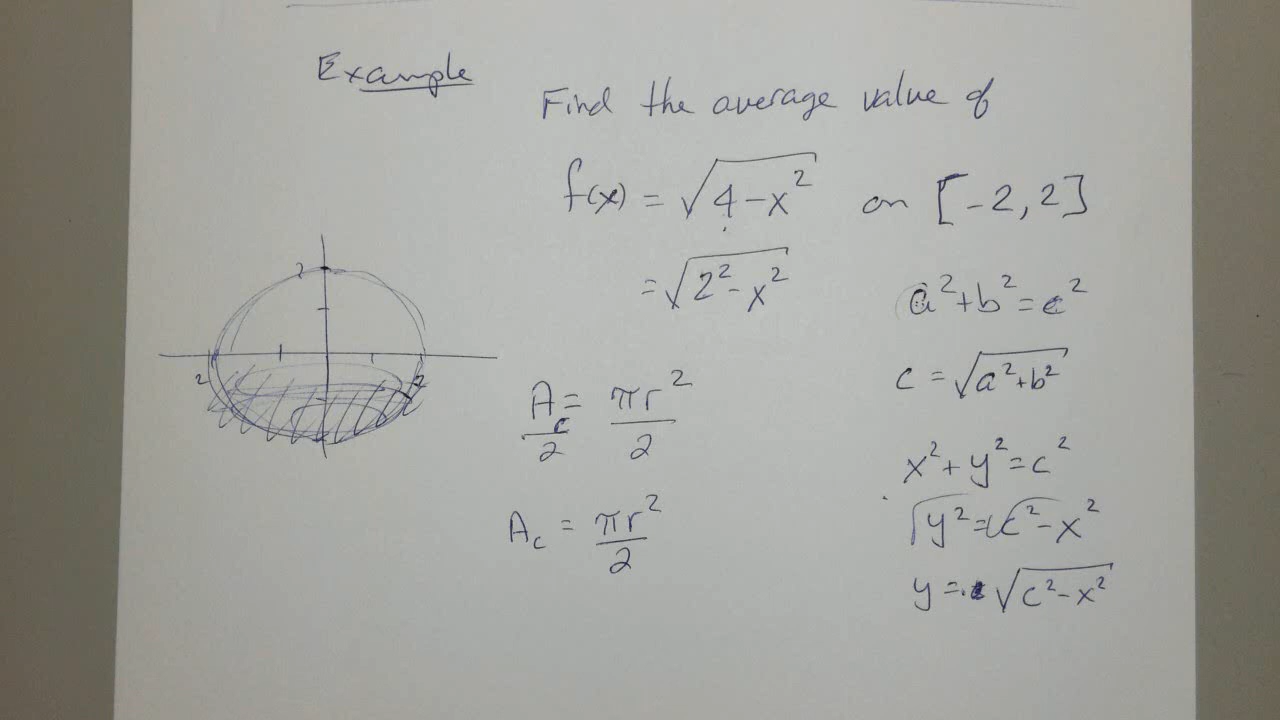 Example
Find the average value of
f(x) = √4-x² on [-2, 2]
= √2²-x²
a²+b²=c²
c = √a²+b²
x²+y²=c²
√y²=√c²-x²
y = √c²-x²
2
2
2
A_c/2 = πr²/2
A_c = πr²/2